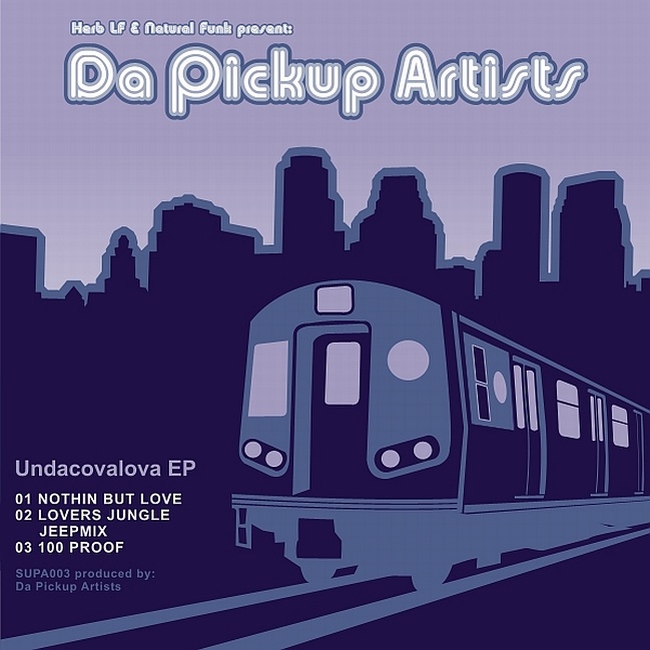 Herb LF & Natural Funk present:
Da Pickup Artists
Undacovalova EP
01 NOTHIN BUT LOVE
02 LOVERS JUNGLE
JEEPMIX
03 100 PROOF
SUPA003 produced by:
Da Pickup Artists